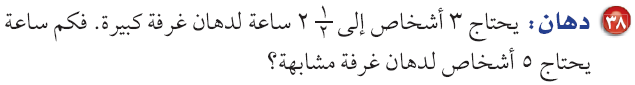 ٣٨ دهان: يحتاج ٣ أشخاص إلى ٢ ١/٢ ساعة لدهان غرفة كبيرة. فكم ساعة
يحتاج ٥ أشخاص لدهان غرفة مشابهة؟